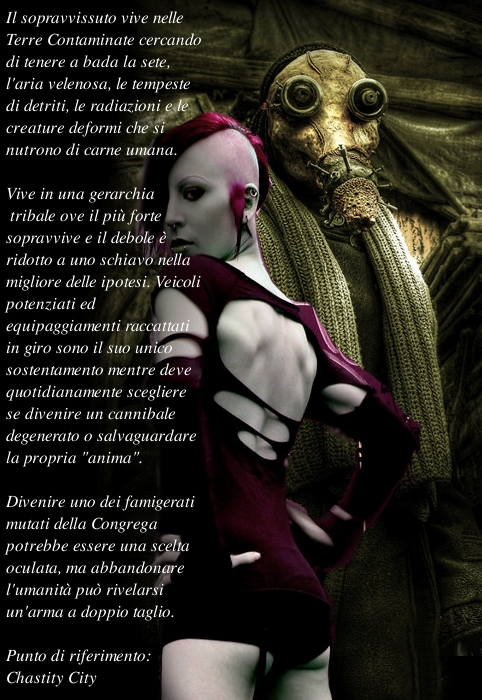 Il sopravvissuto vive nelle
Terre Contaminate cercando
di tenere a bada la sete,
l'aria velenosa, le tempeste
di detriti, le radiazioni e le
creature deformi che si
nutrono di carne umana.
Vive in una gerarchia
tribale ove il più forte
sopravvive e il debole è
ridotto a uno schiavo nella
migliore delle ipotesi. Veicoli
potenziati ed
equipaggiamenti raccattati
in giro sono il suo unico
sostentamento mentre deve
quotidianamente scegliere
se divenire un cannibale
degenerato o salvaguardare
la propria "anima".
Divenire uno dei famigerati
mutati della Congrega
potrebbe essere una scelta
oculata, ma abbandonare
l'umanità può rivelarsi
un'arma a doppio taglio.
Punto di riferimento:
Chastity City